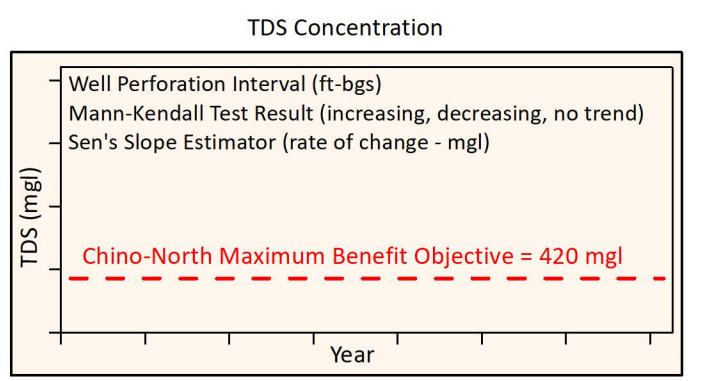 TDS Concentration
Well Perforation Interval (ft-bgs)
Mann-Kendall Test Result (increasing, decreasing, no trend)
Sen's Slope Estimator (rate of change - mgl)
TDS (mgl)
Chino-North Maximum Benefit Objective = 420 mgl
Year